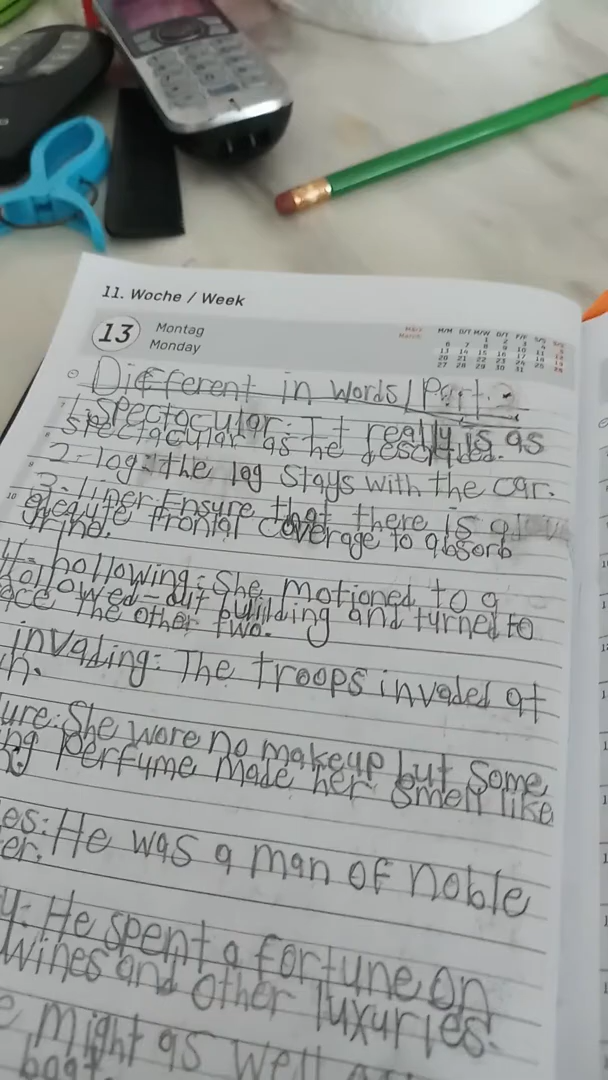 11. Woche / Week
13 Montag
Monday
Different in words/Part
1-Spectacular: It really is as
spectacular as he described.
2-log: the log stays with the car.
3-liner: Ensure that there is
frontal coverage to absorb
4-hollowing: She motioned to a
hollowed-out building and turned to
the other two.
invading: The troops invaded at
ure: She wore no makeup but some
ng Perfume made her smell like
es: He was a man of noble
er.
y: He spent a fortune on
wines and other luxuries.
e might as well
boat